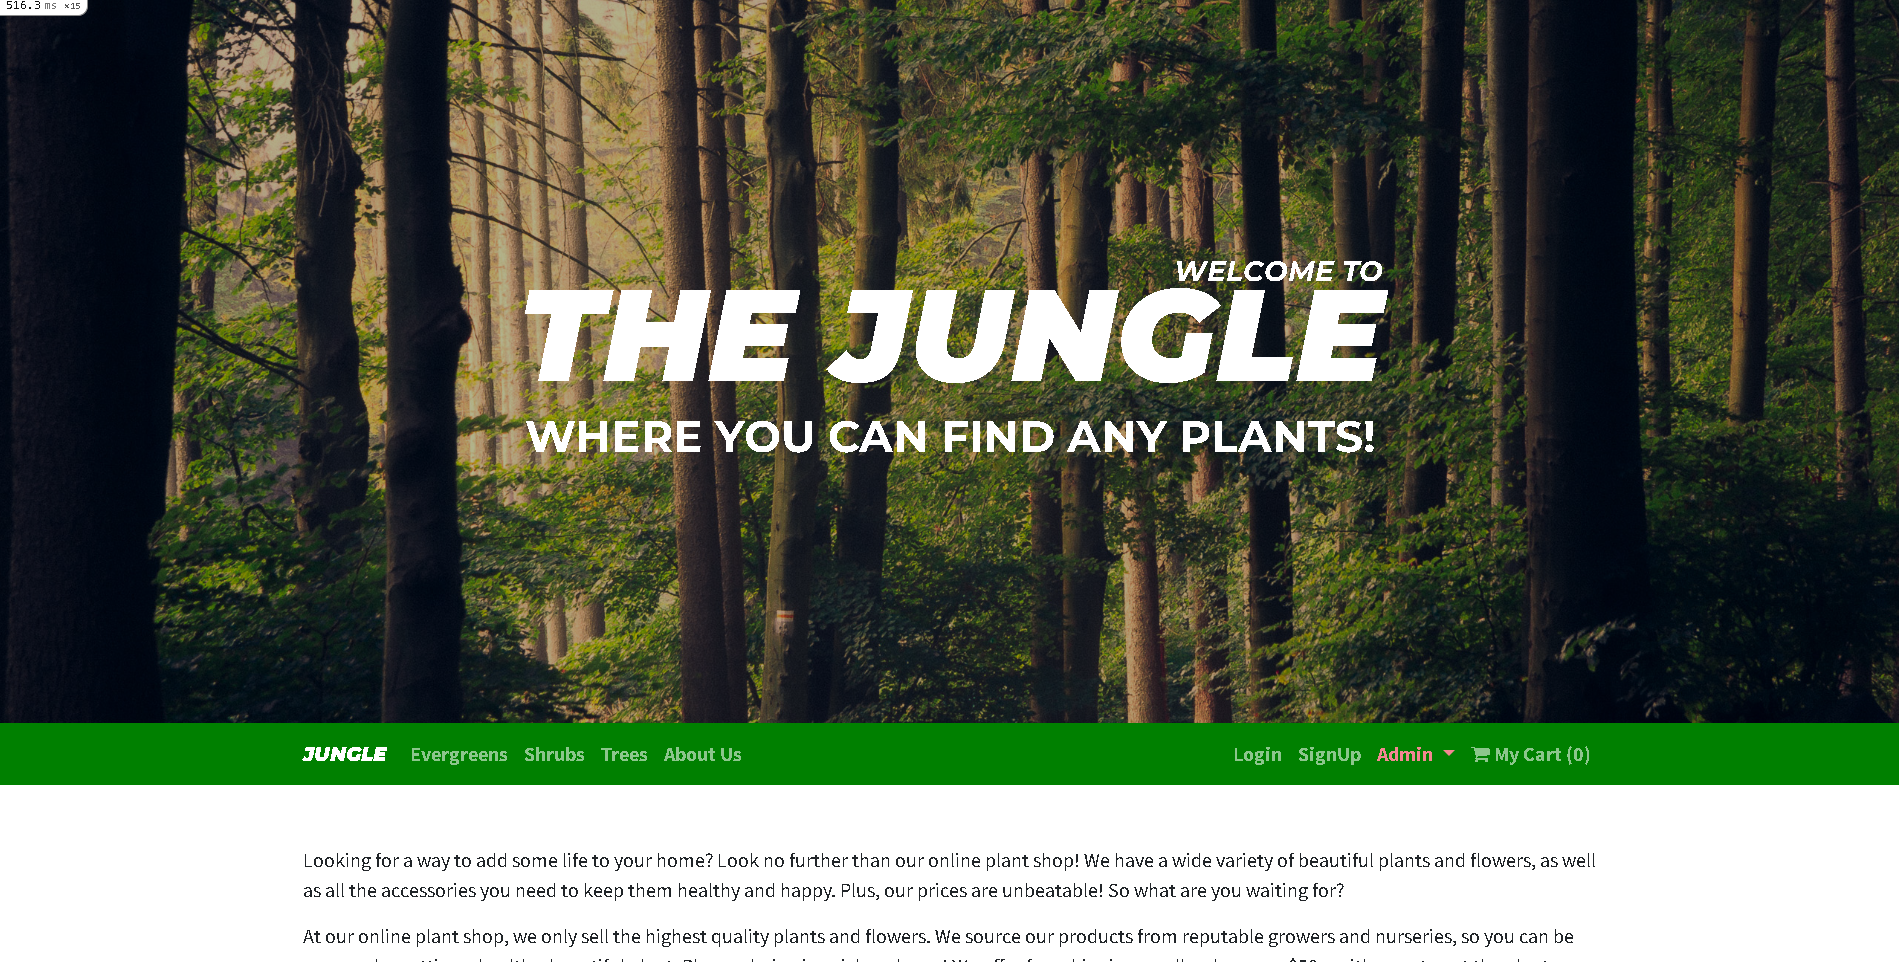 516.3 ms ×15
WELCOME TO
THE JUNGLE
WHERE YOU CAN FIND ANY PLANTS!
JUNGLE Evergreens Shrubs Trees About Us Login SignUp Admin My Cart (0)
Looking for a way to add some life to your home? Look no further than our online plant shop! We have a wide variety of beautiful plants and flowers, as well
as all the accessories you need to keep them healthy and happy. Plus, our prices are unbeatable! So what are you waiting for?
At our online plant shop, we only sell the highest quality plants and flowers. We source our products from reputable growers and nurseries, so you can be